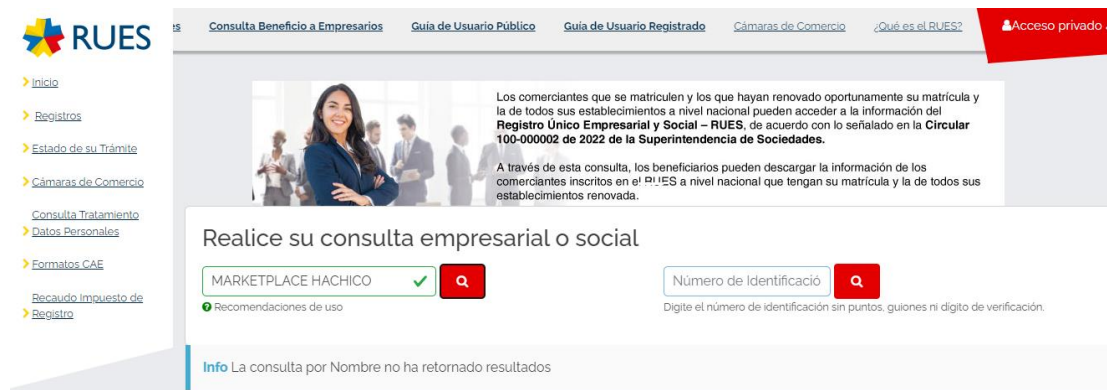 RUES
es
Consulta Beneficio a Empresarios
Guía de Usuario Público
Guía de Usuario Registrado
Cámaras de Comercio
¿Qué es el RUES?
Acceso privado
Inicio
Registros
Estado de su Trámite
Cámaras de Comercio
Consulta Tratamiento
Datos Personales
Formatos CAE
Recaudo Impuesto de
Registro
Los comerciantes que se matriculen y los que hayan renovado oportunamente su matrícula y
la de todos sus establecimientos a nivel nacional pueden acceder a la información del
Registro Único Empresarial y Social – RUES, de acuerdo con lo señalado en la Circular
100-000002 de 2022 de la Superintendencia de Sociedades.
A través de esta consulta, los beneficiarios pueden descargar la información de los
comerciantes inscritos en el RUES a nivel nacional que tengan su matrícula y la de todos sus
establecimientos renovada.
Realice su consulta empresarial o social
MARKETPLACE HACHICO
Número de Identificació
Recomendaciones de uso
Digite el número de identificación sin puntos, guiones ni dígito de verificación.
Info La consulta por Nombre no ha retornado resultados